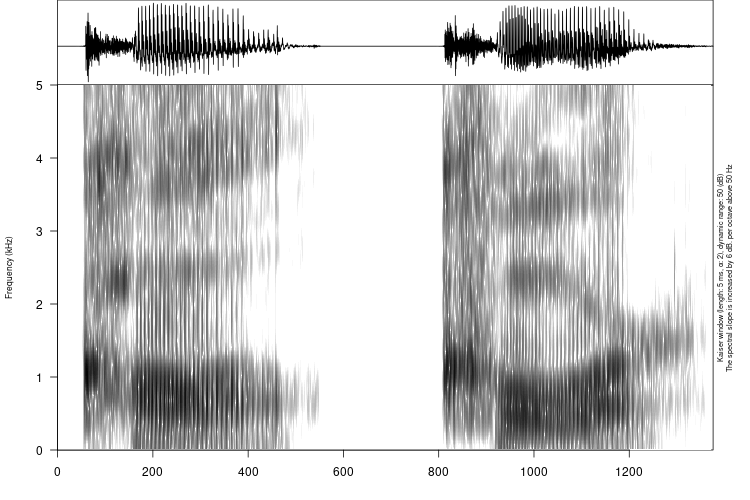 5
4
3
2
1
0
Frequency (kHz)
0 200 400 600 800 1000 1200
Kaiser window (length: 5 ms, α: 2), dynamic range: 50 (dB)
The spectral slope is increased by 6 dB. per octave above 50 Hz